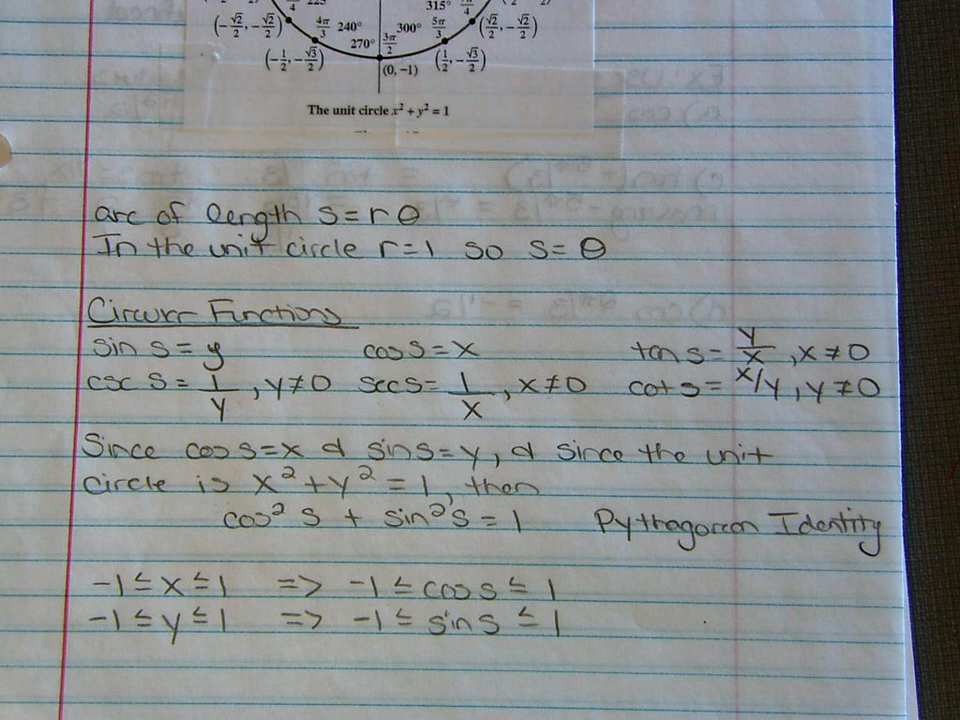 315°
(-√2/2, -√2/2) 4π/3 240° 300° 5π/3 (√2/2, -√2/2)
270° 3π/2
(-1/2, -√3/2) (1/2, -√3/2)
(0, -1)
The unit circle x² + y² = 1
arc of length s = rθ
In the unit circle r=1 so s=θ
Circular Functions
sin s = y cos s = x tan s = y/x, x≠0
csc s = 1/y, y≠0 sec s = 1/x, x≠0 cot s = x/y, y≠0
Since cos s=x & sin s=y, & since the unit
circle is x²+y²=1, then
cos² s + sin² s = 1 Pythagorean Identity
-1≤x≤1 => -1≤cos s≤1
-1≤y≤1 => -1≤sin s≤1